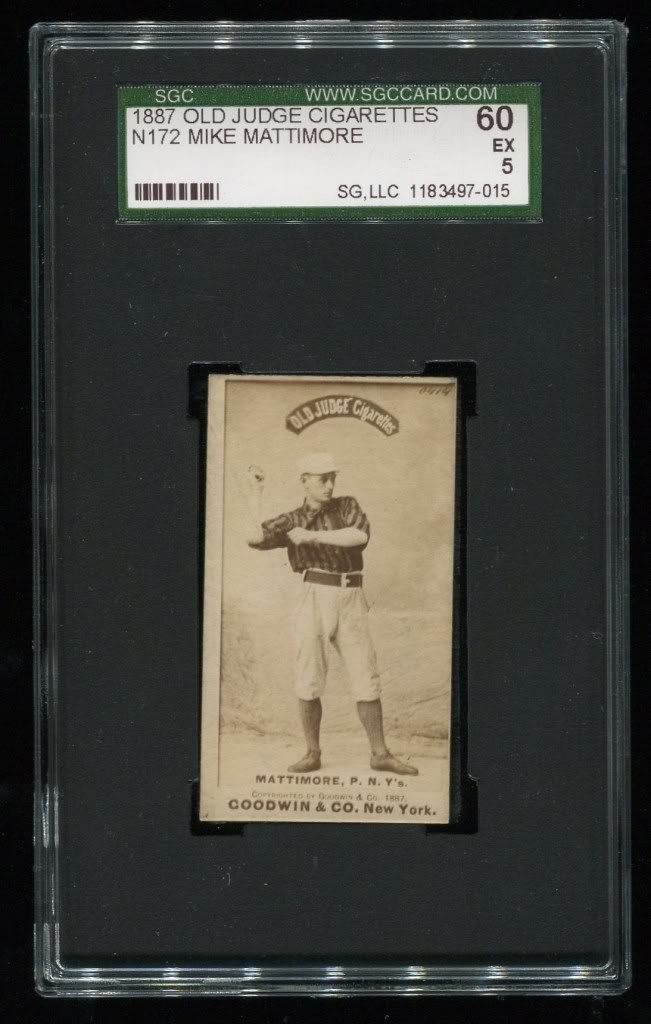 SGC WWW.SGCCARD.COM
1887 OLD JUDGE CIGARETTES 60
N172 MIKE MATTIMORE EX
5
SG,LLC 1183497-015
OLD JUDGE Cigarettes
MATTIMORE, P. N. Y's.
COPYRIGHTED BY GOODWIN & CO. 1887.
GOODWIN & CO. New York.